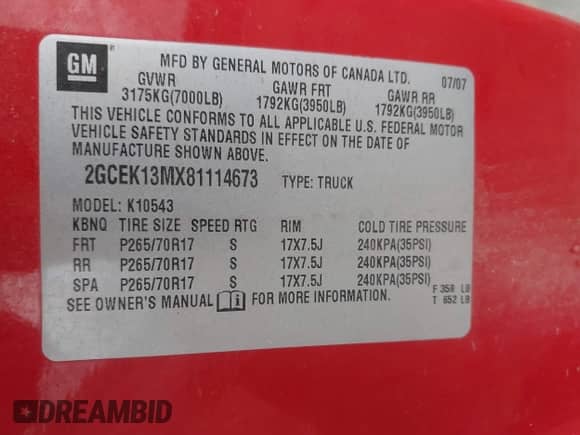 GM
MFD BY GENERAL MOTORS OF CANADA LTD. 07/07
GVWR GAWR FRT GAWR RR
3175KG(7000LB) 1792KG(3950LB) 1792KG(3950LB)
THIS VEHICLE CONFORMS TO ALL APPLICABLE U.S. FEDERAL MOTOR
VEHICLE SAFETY STANDARDS IN EFFECT ON THE DATE OF
MANUFACTURE SHOWN ABOVE.
2GCEK13MX81114673 TYPE: TRUCK
MODEL: K10543
KBNQ TIRE SIZE SPEED RTG RIM COLD TIRE PRESSURE
FRT P265/70R17 S 17X7.5J 240KPA(35PSI)
RR P265/70R17 S 17X7.5J 240KPA(35PSI)
SPA P265/70R17 S 17X7.5J 240KPA(35PSI)
SEE OWNER'S MANUAL FOR MORE INFORMATION.
F 358 LB
T 652 LB
DREAMBID